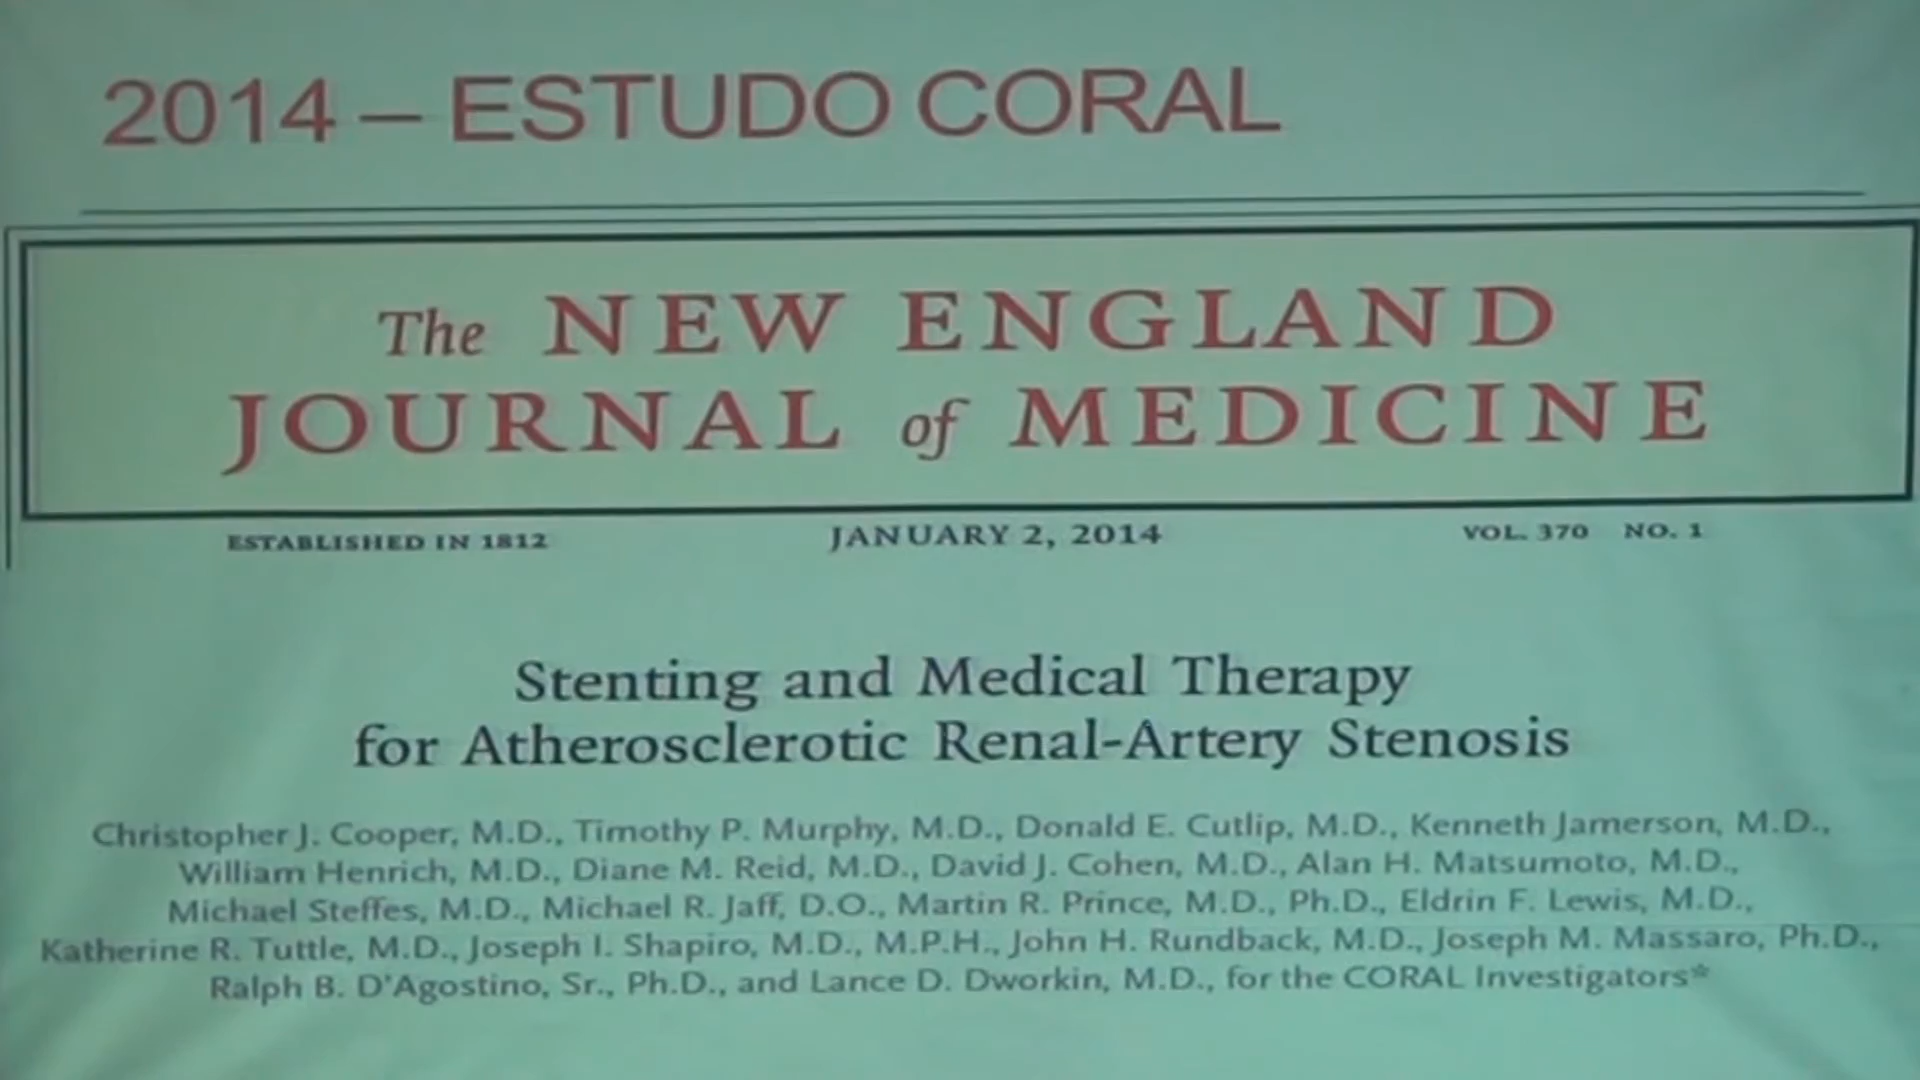 2014 – ESTUDO CORAL
The NEW ENGLAND
JOURNAL of MEDICINE
ESTABLISHED IN 1812 JANUARY 2, 2014 VOL. 370 NO. 1
Stenting and Medical Therapy
for Atherosclerotic Renal-Artery Stenosis
Christopher J. Cooper, M.D., Timothy P. Murphy, M.D., Donald E. Cutlip, M.D., Kenneth Jamerson, M.D.,
William Henrich, M.D., Diane M. Reid, M.D., David J. Cohen, M.D., Alan H. Matsumoto, M.D.,
Michael Steffes, M.D., Michael R. Jaff, D.O., Martin R. Prince, M.D., Ph.D., Eldrin F. Lewis, M.D.,
Katherine R. Tuttle, M.D., Joseph I. Shapiro, M.D., M.P.H., John H. Rundback, M.D., Joseph M. Massaro, Ph.D.,
Ralph B. D'Agostino, Sr., Ph.D., and Lance D. Dworkin, M.D., for the CORAL Investigators*